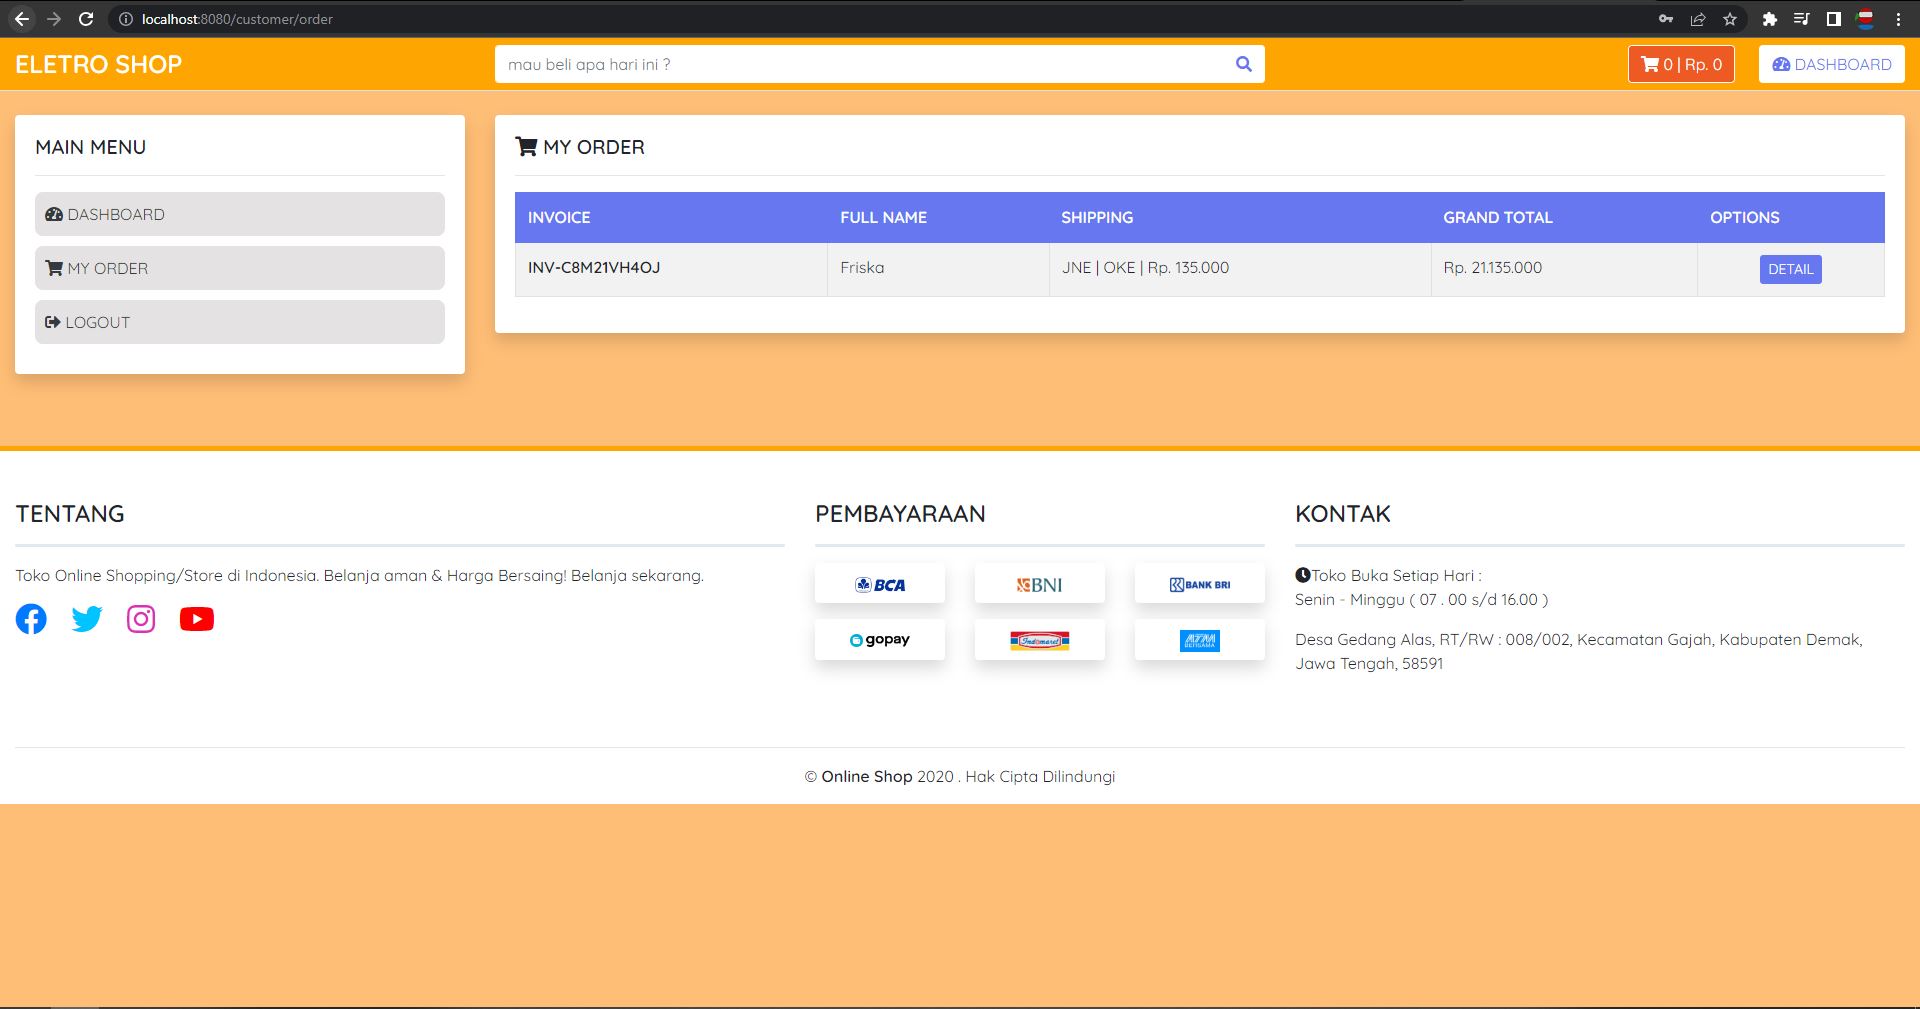 localhost:8080/customer/order
ELETRO SHOP
mau beli apa hari ini ?
0 | Rp. 0
DASHBOARD
MAIN MENU
DASHBOARD
MY ORDER
LOGOUT
MY ORDER
INVOICE FULL NAME SHIPPING GRAND TOTAL OPTIONS
INV-C8M21VH4OJ Friska JNE | OKE | Rp. 135.000 Rp. 21.135.000 DETAIL
TENTANG
Toko Online Shopping/Store di Indonesia. Belanja aman & Harga Bersaing! Belanja sekarang.
PEMBAYARAAN
BCA
BNI
BANK BRI
gopay
Indomaret
ATM
BERSAMA
KONTAK
Toko Buka Setiap Hari :
Senin - Minggu ( 07 . 00 s/d 16.00 )
Desa Gedang Alas, RT/RW : 008/002, Kecamatan Gajah, Kabupaten Demak,
Jawa Tengah, 58591
© Online Shop 2020 . Hak Cipta Dilindungi